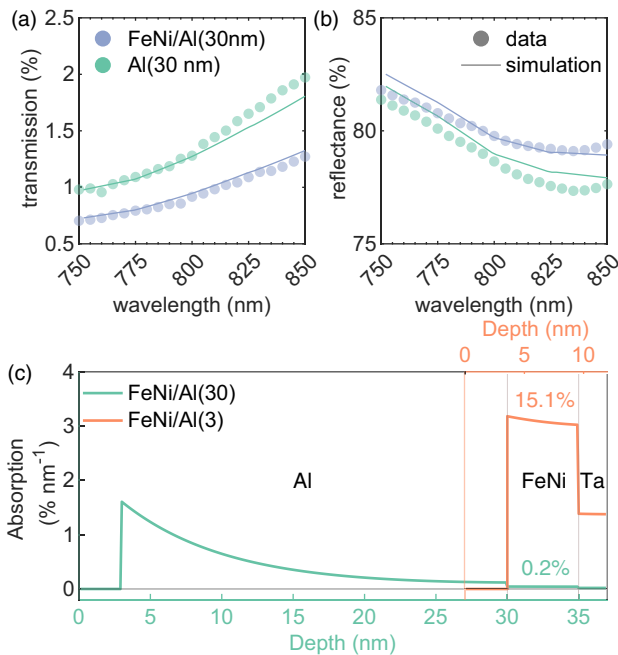 (a)
2.5
2
1.5
1
0.5
transmission (%)
FeNi/Al(30nm)
Al(30 nm)
750
775
800
825
850
wavelength (nm)
(b)
85
80
75
reflectance (%)
data
simulation
750
775
800
825
850
wavelength (nm)
Depth (nm)
0
5
10
(c)
4
3
2
1
0
Absorption
(% nm⁻¹)
FeNi/Al(30)
FeNi/Al(3)
15.1%
Al
FeNi
Ta
0.2%
0
5
10
15
20
25
30
35
Depth (nm)